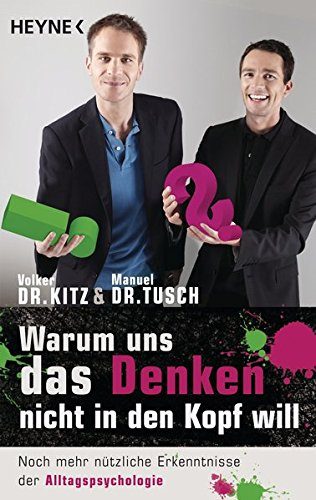 HEYNE
Volker Manuel
DR.KITZ & DR.TUSCH
Warum uns
das Denken
nicht in den Kopf will
Noch mehr nützliche Erkenntnisse
der Alltagspsychologie